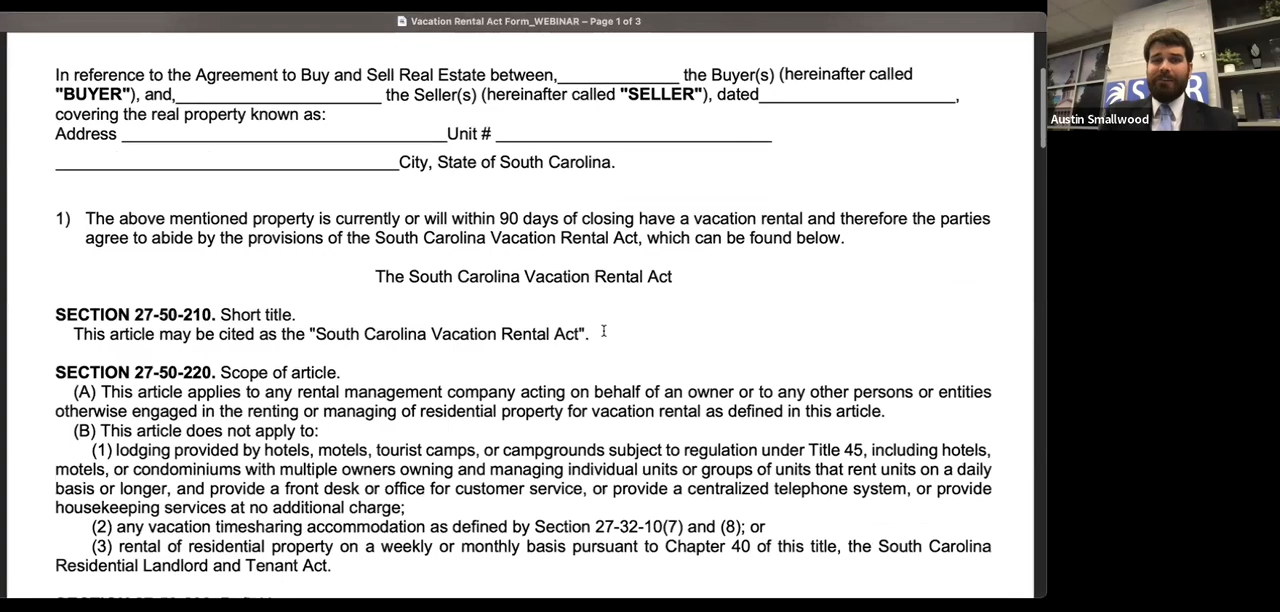 Vacation Rental Act Form_WEBINAR – Page 1 of 3
In reference to the Agreement to Buy and Sell Real Estate between,______________ the Buyer(s) (hereinafter called
"BUYER"), and,________________________ the Seller(s) (hereinafter called "SELLER"), dated_______________________,
covering the real property known as:
Address ______________________________________Unit # ________________________________
________________________________________City, State of South Carolina.
1) The above mentioned property is currently or will within 90 days of closing have a vacation rental and therefore the parties
agree to abide by the provisions of the South Carolina Vacation Rental Act, which can be found below.
The South Carolina Vacation Rental Act
SECTION 27-50-210. Short title.
This article may be cited as the "South Carolina Vacation Rental Act".
SECTION 27-50-220. Scope of article.
(A) This article applies to any rental management company acting on behalf of an owner or to any other persons or entities
otherwise engaged in the renting or managing of residential property for vacation rental as defined in this article.
(B) This article does not apply to:
(1) lodging provided by hotels, motels, tourist camps, or campgrounds subject to regulation under Title 45, including hotels,
motels, or condominiums with multiple owners owning and managing individual units or groups of units that rent units on a daily
basis or longer, and provide a front desk or office for customer service, or provide a centralized telephone system, or provide
housekeeping services at no additional charge;
(2) any vacation timesharing accommodation as defined by Section 27-32-10(7) and (8); or
(3) rental of residential property on a weekly or monthly basis pursuant to Chapter 40 of this title, the South Carolina
Residential Landlord and Tenant Act.
Austin Smallwood